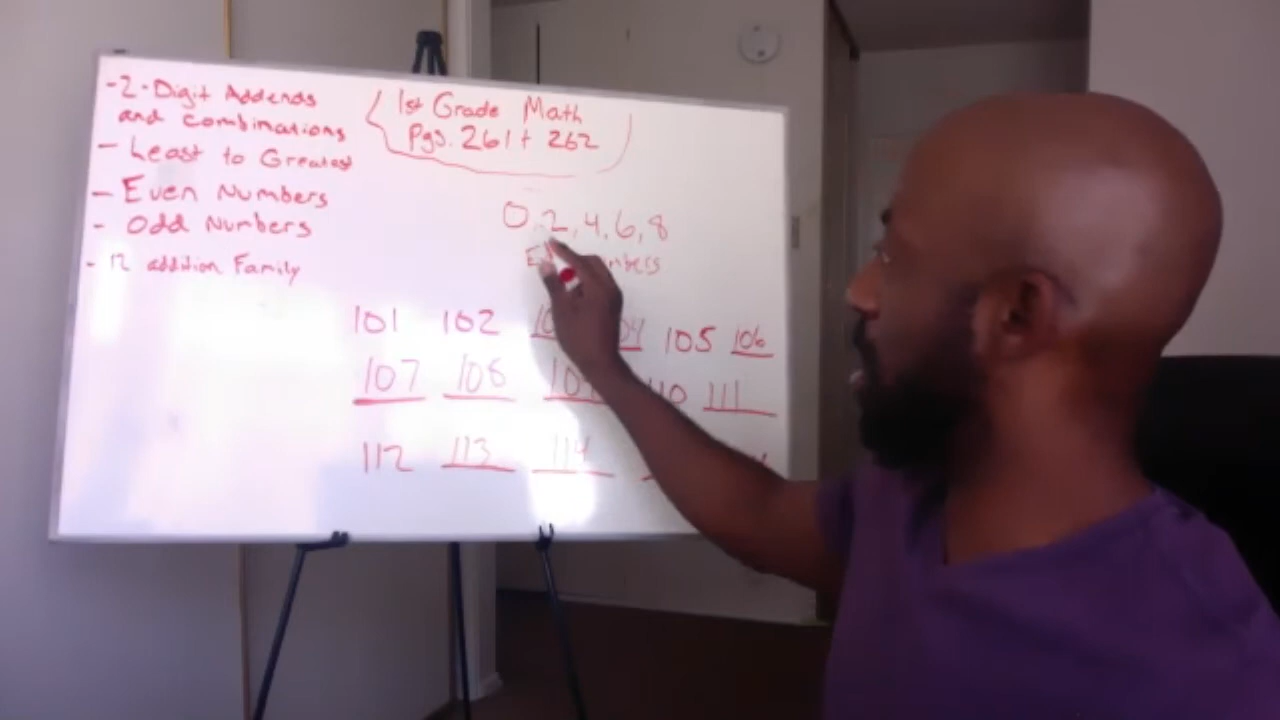 - 2-Digit Addends
and Combinations
- Least to Greatest
- Even Numbers
- Odd Numbers
- 12 addition Family
1st Grade Math
Pgs. 261 + 262
0, 2, 4, 6, 8
101 102 105 106
107 108 111
112 113 114